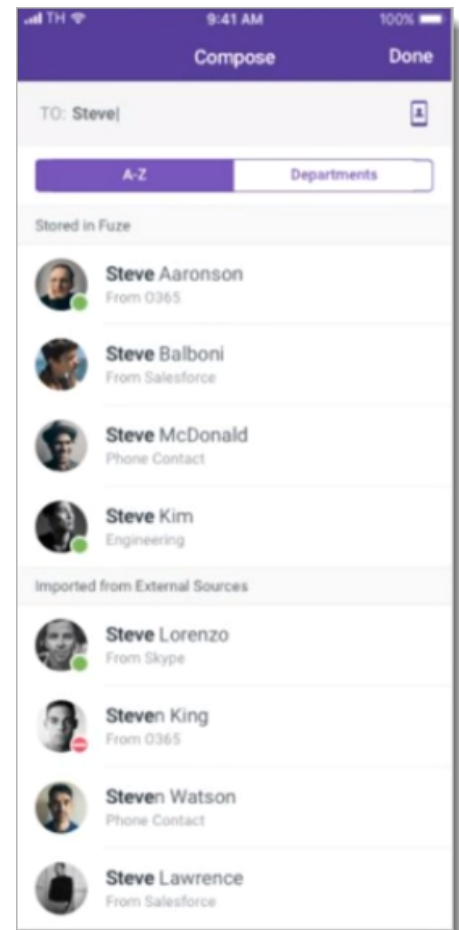 TH 9:41 AM 100%
Compose Done
TO: Steve
A-Z Departments
Stored in Fuze
Steve Aaronson
From O365
Steve Balboni
From Salesforce
Steve McDonald
Phone Contact
Steve Kim
Engineering
Imported from External Sources
Steve Lorenzo
From Skype
Steven King
From O365
Steven Watson
Phone Contact
Steve Lawrence
From Salesforce